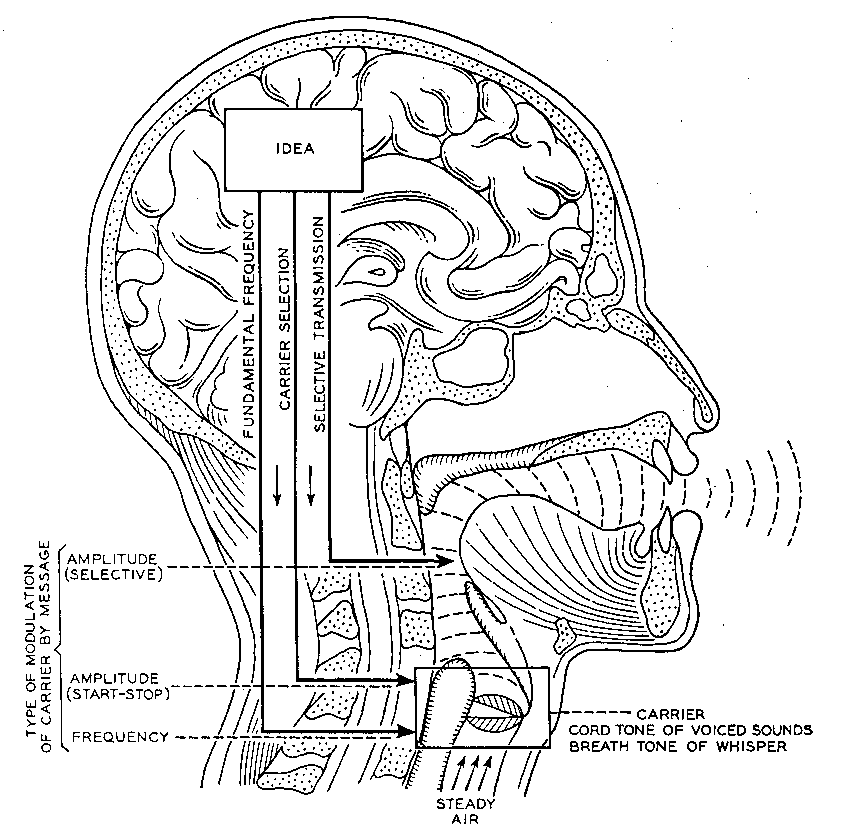 IDEA
FUNDAMENTAL FREQUENCY
CARRIER SELECTION
SELECTIVE TRANSMISSION
TYPE OF MODULATION
OF CARRIER BY MESSAGE
AMPLITUDE
(SELECTIVE)
AMPLITUDE
(START-STOP)
FREQUENCY
CARRIER
CORD TONE OF VOICED SOUNDS
BREATH TONE OF WHISPER
STEADY
AIR